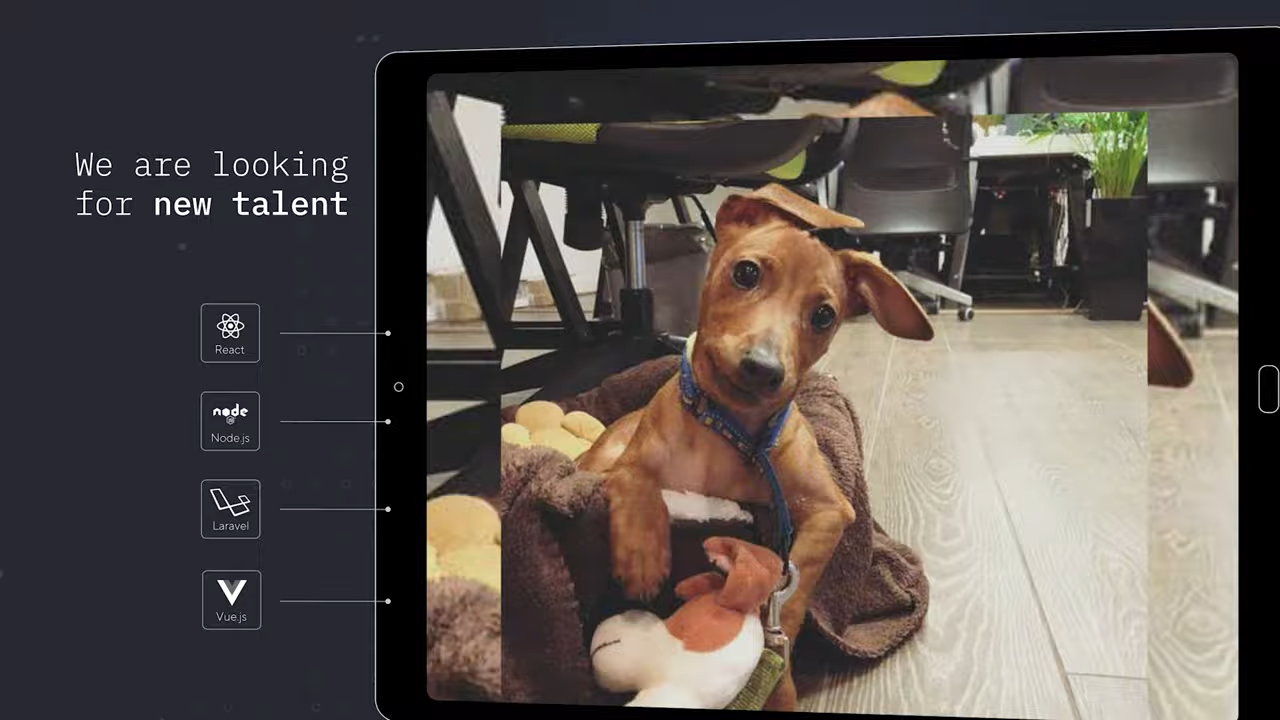 We are looking
for new talent
React
node
Node.js
Laravel
Vue.js